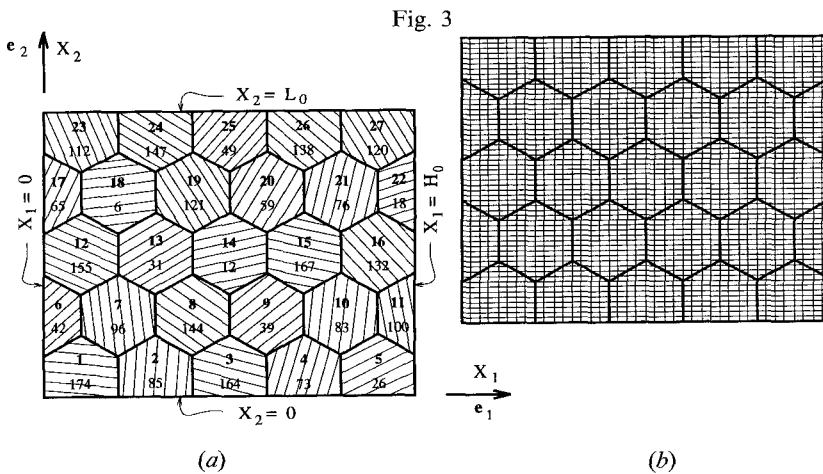 Fig. 3
e₂ X₂
X₂ = L₀
23 24 25 26 27
112 147 49 138 120
17 18 19 20 21 22
65 6 121 59 76 18
X₁ = 0
X₁ = H₀
12 13 14 15 16
155 31 12 167 132
6 7 8 9 10 11
42 96 144 39 83 100
1 2 3 4 5
174 85 164 73 26
X₂ = 0
X₁
e₁
(a) (b)